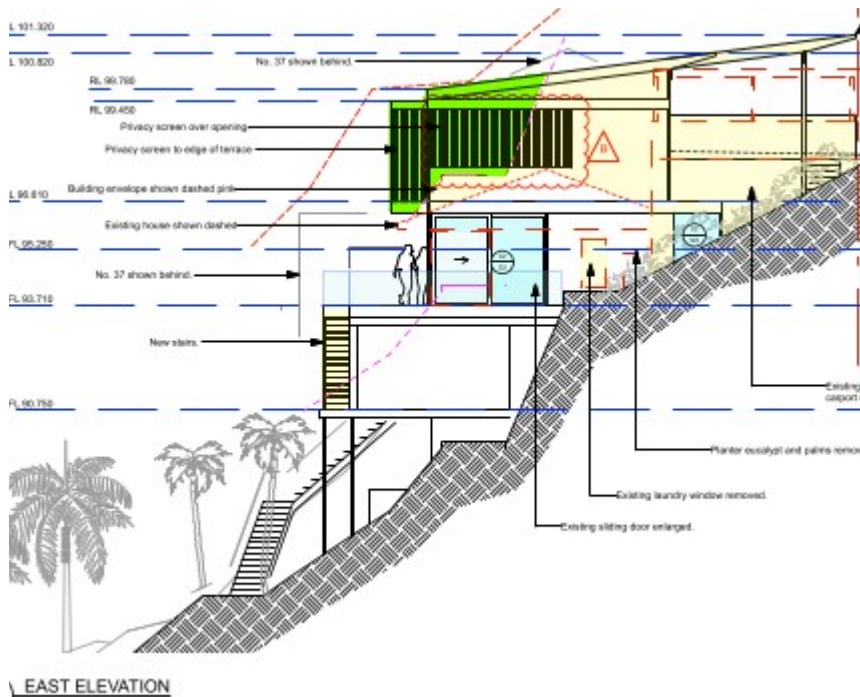 L 101.320
L 100.820
No. 37 shown behind.
RL 99.780
RL 99.450
Privacy screen over opening
Privacy screen to edge of terrace
B
Building envelope shown dashed pink
L 96.610
Existing house shown dashed
FL 95.250
No. 37 shown behind.
FL 93.710
New stairs.
Existing
carport
FL 90.750
Planter eucalypt and palms remov
Existing laundry window removed.
Existing sliding door enlarged.
EAST ELEVATION